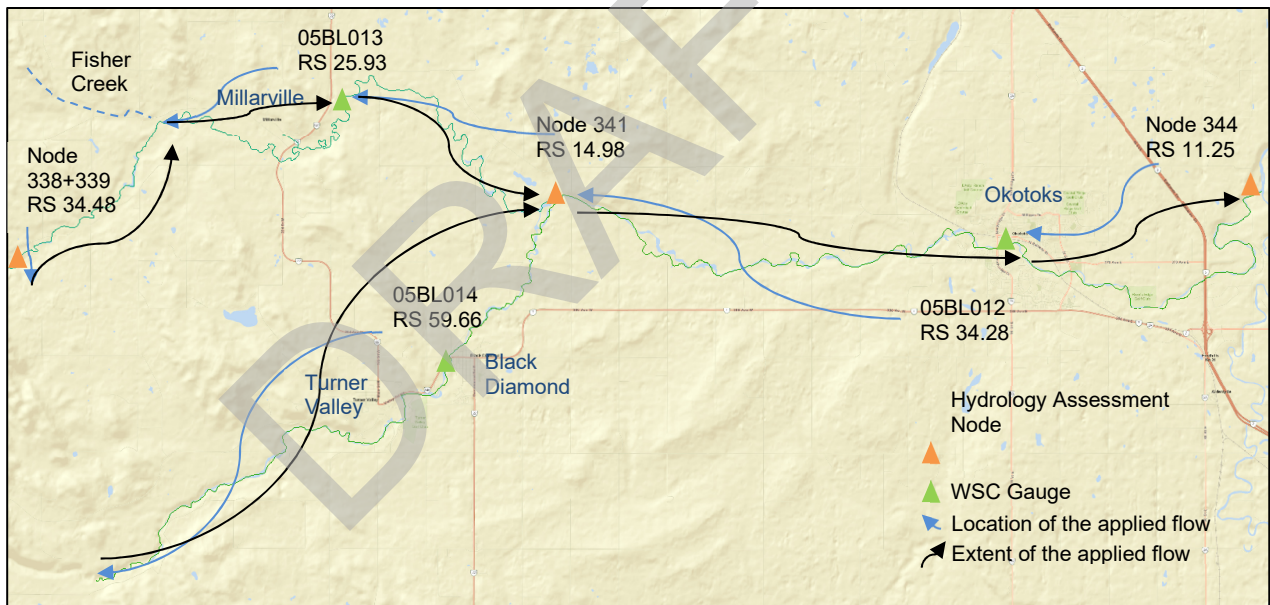 DRAFT
05BL013
RS 25.93
Fisher
Creek
Millarville
Node
338+339
RS 34.48
Node 341
RS 14.98
Node 344
RS 11.25
Okotoks
05BL014
RS 59.66
05BL012
RS 34.28
Black
Diamond
Turner
Valley
Turner Valley
Hydrology Assessment
Node
WSC Gauge
Location of the applied flow
Extent of the applied flow